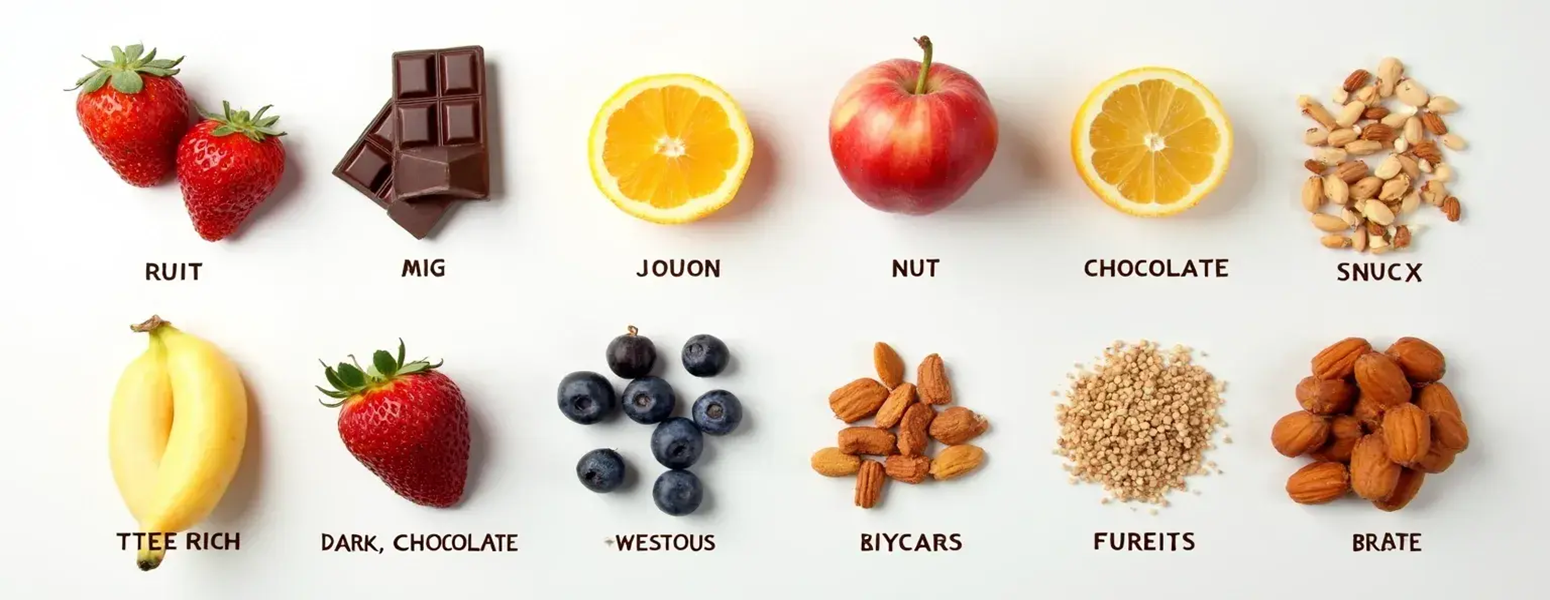 RUIT
MIG
JOUON
NUT
CHOCOLATE
SNUCX
TTEE RICH
DARK, CHOCOLATE
WESTOUS
BIYCARS
FUREITS
BRATE